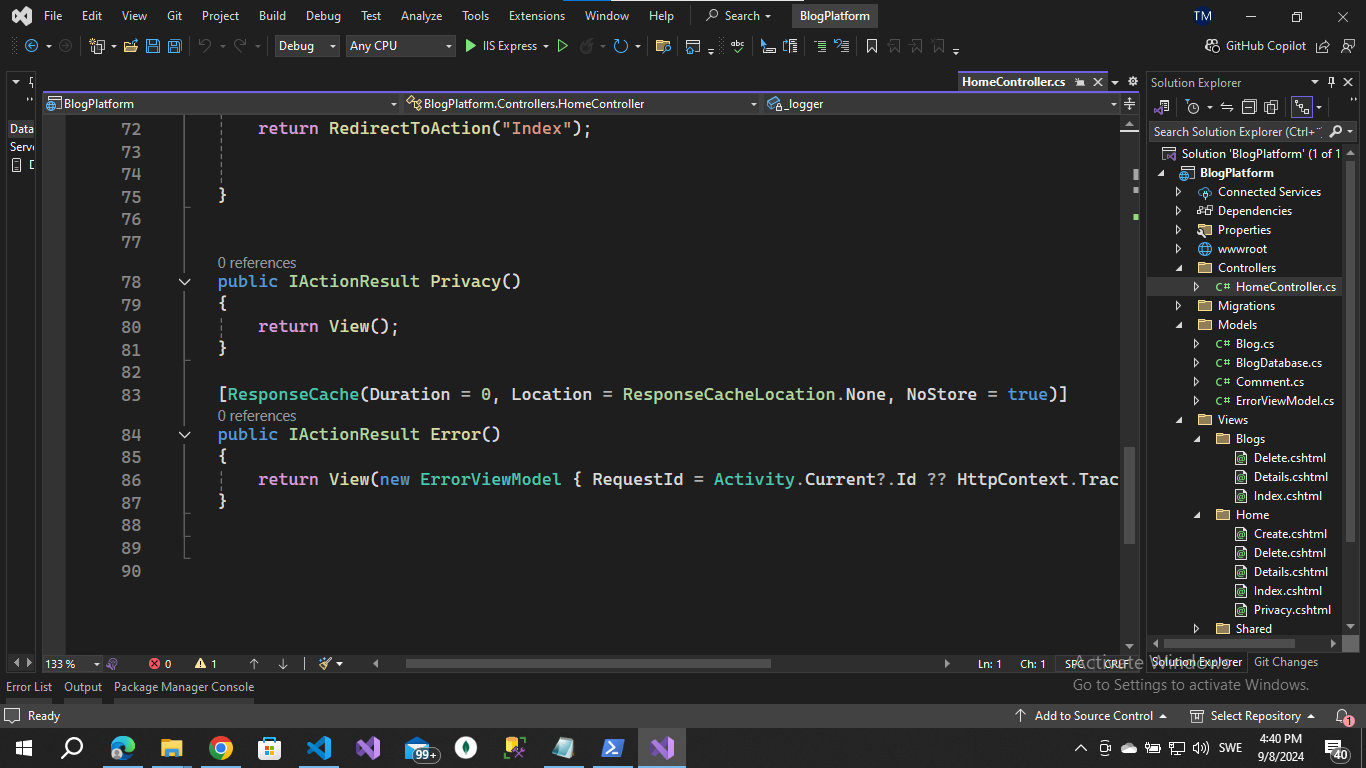 File Edit View Git Project Build Debug Test Analyze Tools Extensions Window Help Search BlogPlatform TM
Debug Any CPU IIS Express GitHub Copilot
HomeController.cs
Solution Explorer
BlogPlatform BlogPlatform.Controllers.HomeController _logger
Data
Serv
72 return RedirectToAction("Index");
73
74
75 }
76
77
0 references
78 public IActionResult Privacy()
79 {
80 return View();
81 }
82
83 [ResponseCache(Duration = 0, Location = ResponseCacheLocation.None, NoStore = true)]
0 references
84 public IActionResult Error()
85 {
86 return View(new ErrorViewModel { RequestId = Activity.Current?.Id ?? HttpContext.Trac
87 }
88
89
90
Search Solution Explorer (Ctrl+
Solution 'BlogPlatform' (1 of 1
BlogPlatform
Connected Services
Dependencies
Properties
wwwroot
Controllers
C# HomeController.cs
Migrations
Models
C# Blog.cs
C# BlogDatabase.cs
C# Comment.cs
C# ErrorViewModel.cs
Views
Blogs
Delete.cshtml
Details.cshtml
Index.cshtml
Home
Create.cshtml
Delete.cshtml
Details.cshtml
Index.cshtml
Privacy.cshtml
Shared
133 % 0 1 Ln: 1 Ch: 1 SPC CRLF
Solution Explorer Git Changes
Activate Windows
Go to Settings to activate Windows.
Error List Output Package Manager Console
Ready Add to Source Control Select Repository 1
99+ SWE 4:40 PM
9/8/2024 40